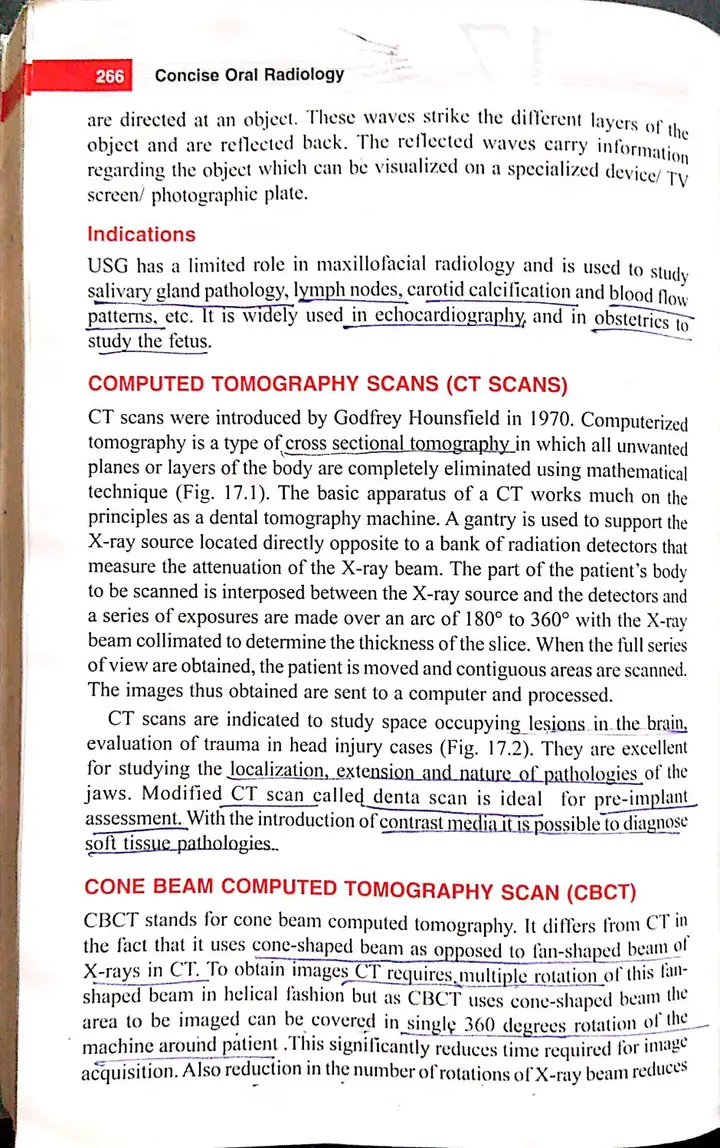 266 Concise Oral Radiology
are directed at an object. These waves strike the different layers of the
object and are reflected back. The reflected waves carry information
regarding the object which can be visualized on a specialized device/ TV
screen/ photographic plate.
Indications
USG has a limited role in maxillofacial radiology and is used to study
salivary gland pathology, lymph nodes, carotid calcification and blood flow
patterns, etc. It is widely used in echocardiography, and in obstetrics to
study the fetus.
COMPUTED TOMOGRAPHY SCANS (CT SCANS)
CT scans were introduced by Godfrey Hounsfield in 1970. Computerized
tomography is a type of cross sectional tomography in which all unwanted
planes or layers of the body are completely eliminated using mathematical
technique (Fig. 17.1). The basic apparatus of a CT works much on the
principles as a dental tomography machine. A gantry is used to support the
X-ray source located directly opposite to a bank of radiation detectors that
measure the attenuation of the X-ray beam. The part of the patient's body
to be scanned is interposed between the X-ray source and the detectors and
a series of exposures are made over an arc of 180° to 360° with the X-ray
beam collimated to determine the thickness of the slice. When the full series
of view are obtained, the patient is moved and contiguous areas are scanned.
The images thus obtained are sent to a computer and processed.
CT scans are indicated to study space occupying lesions in the brain,
evaluation of trauma in head injury cases (Fig. 17.2). They are excellent
for studying the localization, extension and nature of pathologies of the
jaws. Modified CT scan called denta scan is ideal for pre-implant
assessment. With the introduction of contrast media it is possible to diagnose
soft tissue pathologies..
CONE BEAM COMPUTED TOMOGRAPHY SCAN (CBCT)
CBCT stands for cone beam computed tomography. It differs from CT in
the fact that it uses cone-shaped beam as opposed to fan-shaped beam of
X-rays in CT. To obtain images CT requires multiple rotation of this fan-
shaped beam in helical fashion but as CBCT uses cone-shaped beam the
area to be imaged can be covered in single 360 degrees rotation of the
machine around patient .This significantly reduces time required for image
acquisition. Also reduction in the number of rotations of X-ray beam reduces